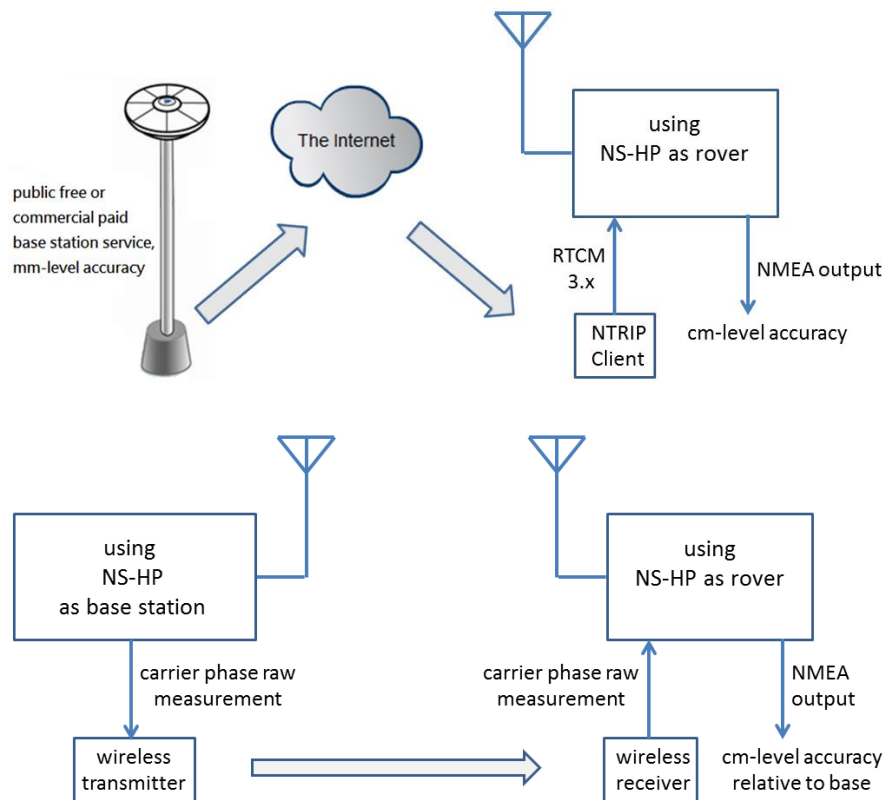 public free or
commercial paid
base station service,
mm-level accuracy
The Internet
using
NS-HP as rover
RTCM
3.x
NMEA output
NTRIP
Client
cm-level accuracy
using
NS-HP
as base station
carrier phase raw
measurement
wireless
transmitter
using
NS-HP as rover
carrier phase raw
measurement
NMEA
output
wireless
receiver
cm-level accuracy
relative to base